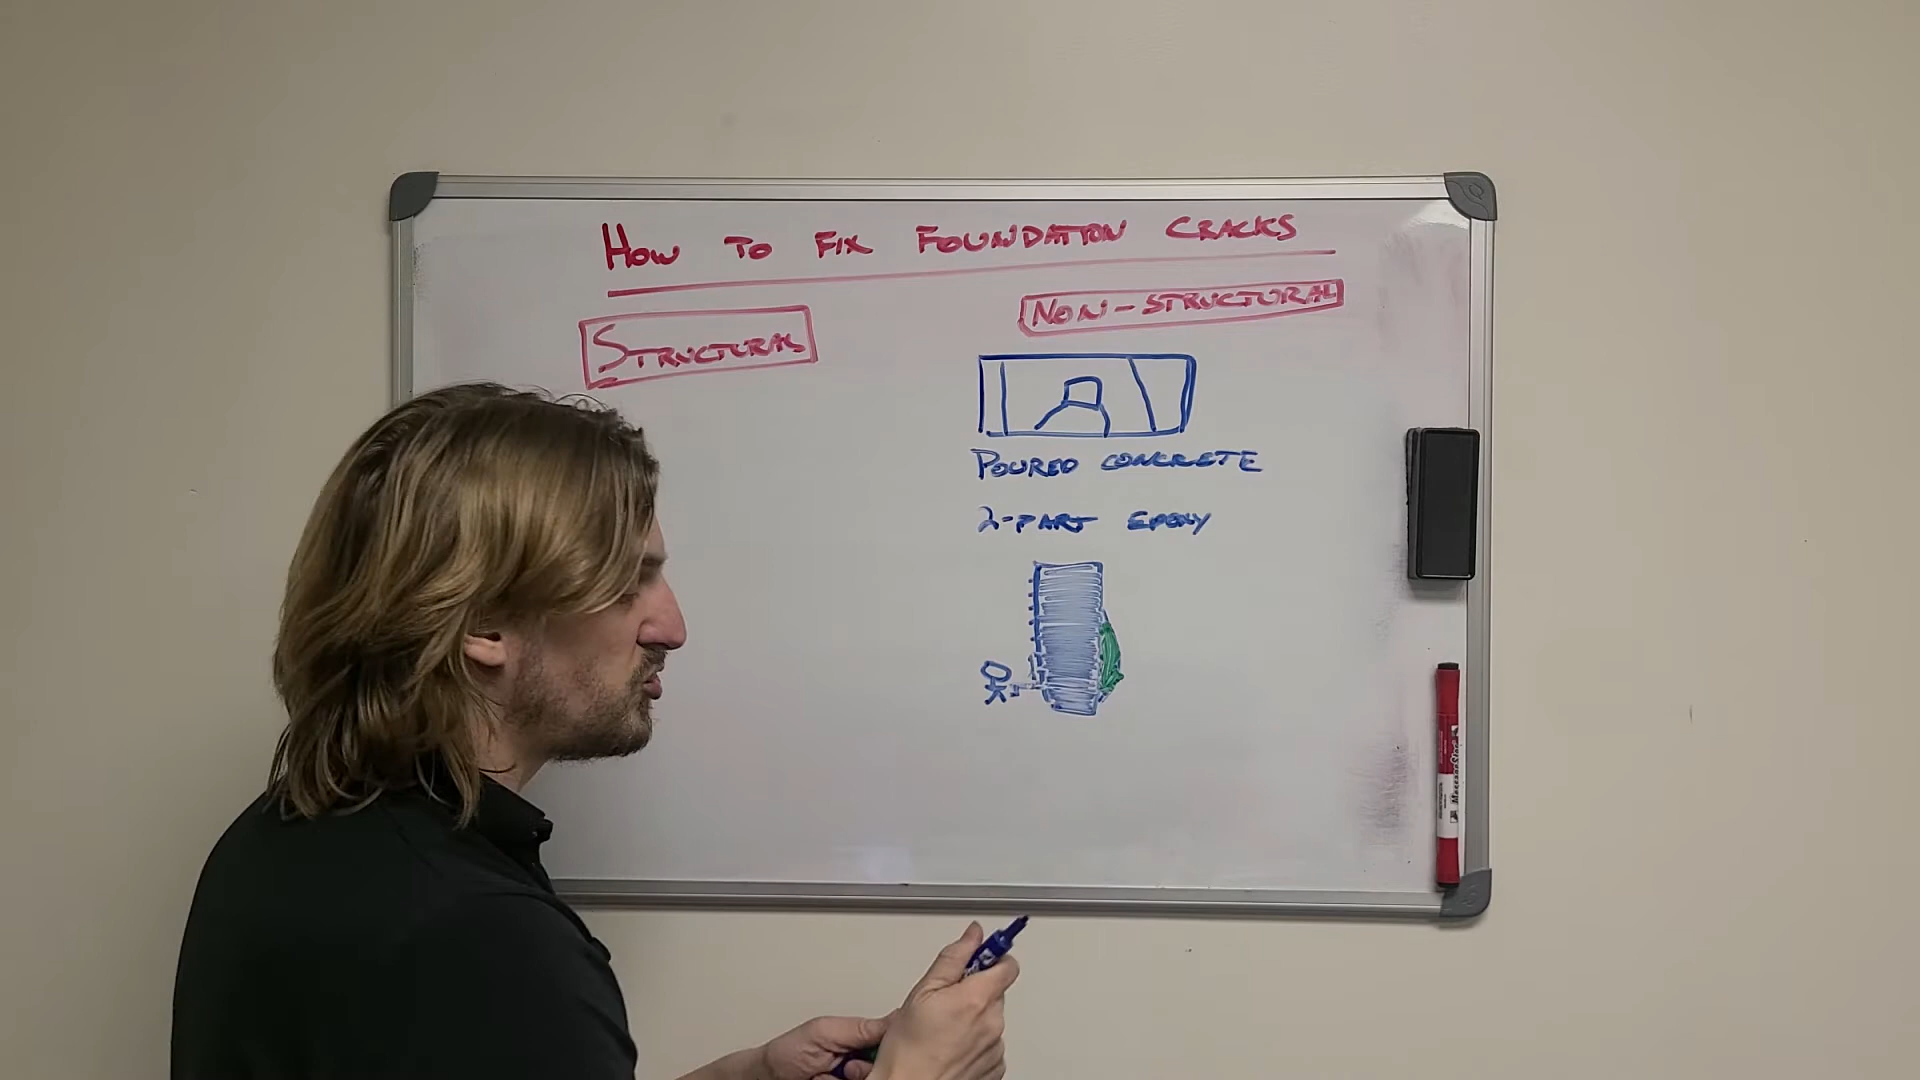 HOW TO FIX FOUNDATION CRACKS
STRUCTURAL
NON-STRUCTURAL
POURED CONCRETE
2-PART EPOXY